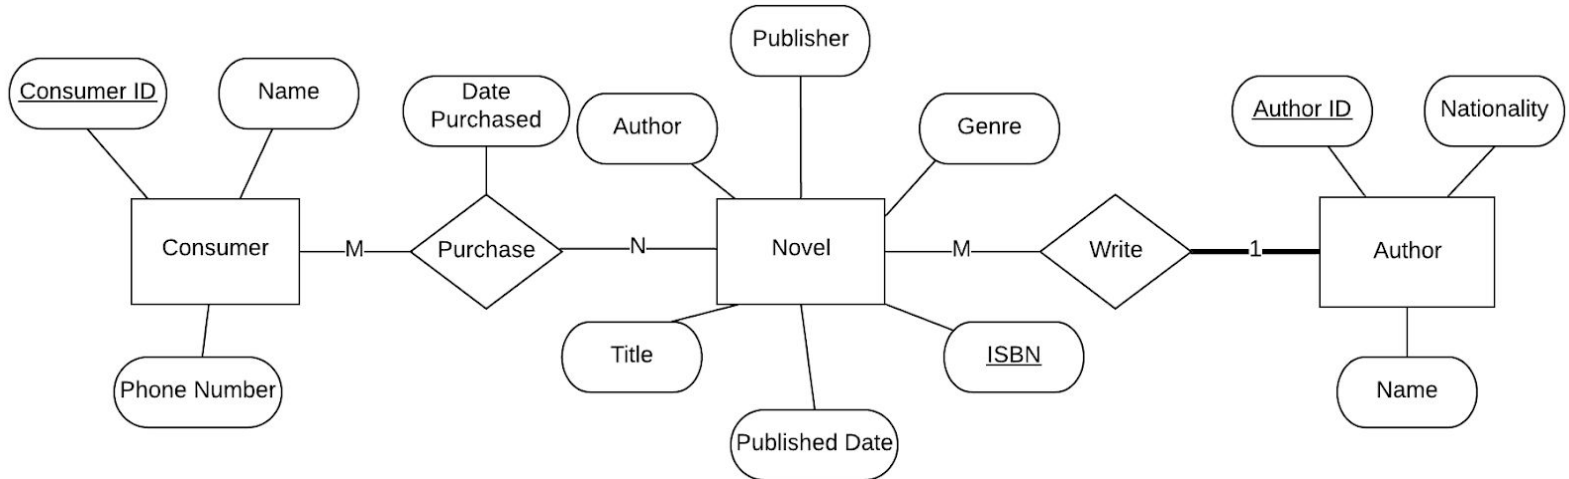 Publisher
Consumer ID
Name
Date
Purchased
Author
Genre
Author ID
Nationality
Consumer
M
Purchase
N
Novel
M
Write
1
Author
Title
ISBN
Phone Number
Name
Published Date